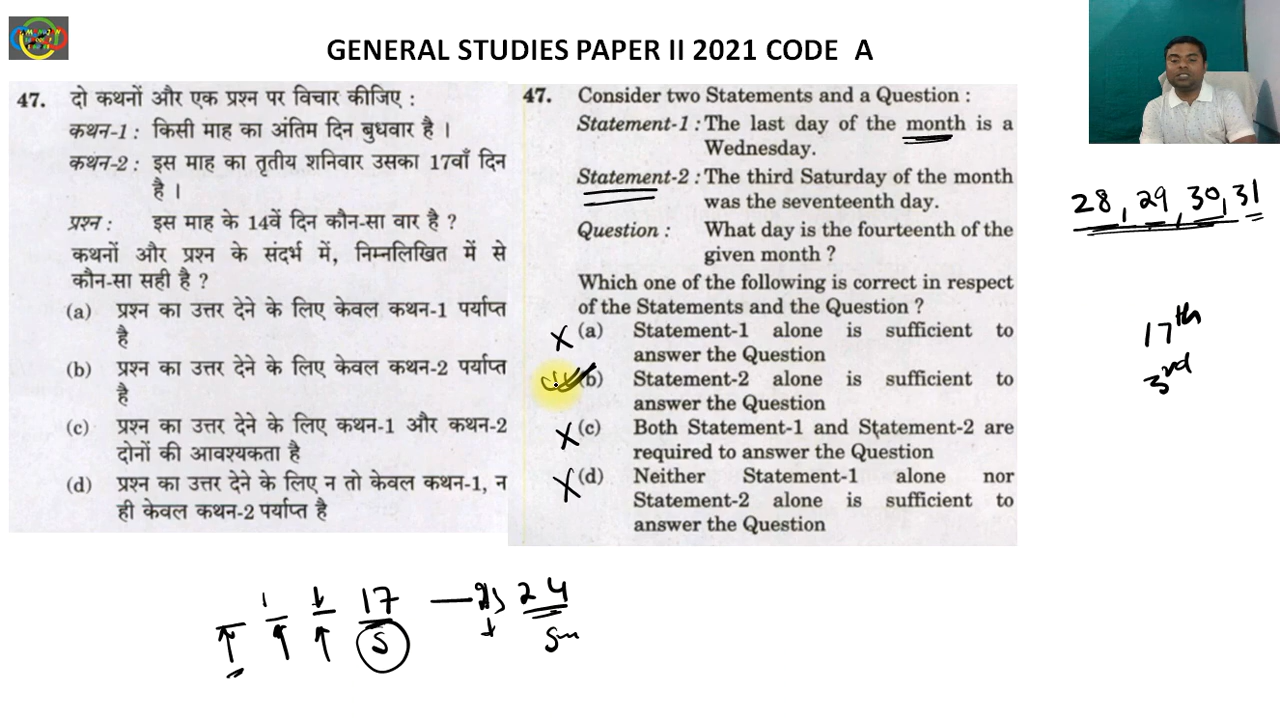 GENERAL STUDIES PAPER II 2021 CODE A
47. दो कथनों और एक प्रश्न पर विचार कीजिए :
कथन-1 : किसी माह का अंतिम दिन बुधवार है ।
कथन-2 : इस माह का तृतीय शनिवार उसका 17वाँ दिन
है ।
प्रश्न : इस माह के 14वें दिन कौन-सा वार है ?
कथनों और प्रश्न के संदर्भ में, निम्नलिखित में से
कौन-सा सही है ?
(a) प्रश्न का उत्तर देने के लिए केवल कथन-1 पर्याप्त
है
(b) प्रश्न का उत्तर देने के लिए केवल कथन-2 पर्याप्त
है
(c) प्रश्न का उत्तर देने के लिए कथन-1 और कथन-2
दोनों की आवश्यकता है
(d) प्रश्न का उत्तर देने के लिए न तो केवल कथन-1, न
ही केवल कथन-2 पर्याप्त है
47. Consider two Statements and a Question :
Statement-1 : The last day of the month is a
Wednesday.
Statement-2 : The third Saturday of the month
was the seventeenth day.
Question : What day is the fourteenth of the
given month ?
Which one of the following is correct in respect
of the Statements and the Question ?
(a) Statement-1 alone is sufficient to
answer the Question
(b) Statement-2 alone is sufficient to
answer the Question
(c) Both Statement-1 and Statement-2 are
required to answer the Question
(d) Neither Statement-1 alone nor
Statement-2 alone is sufficient to
answer the Question
28, 29, 30, 31
17th
3rd
17 24
S